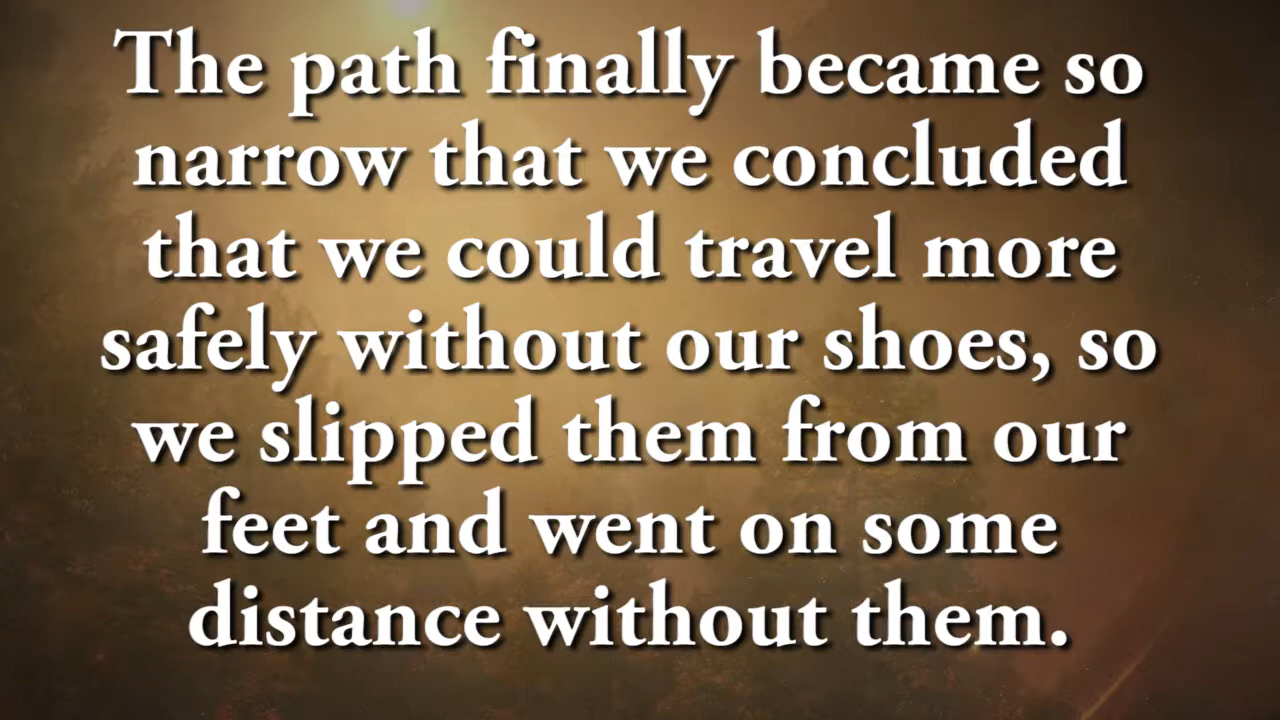 The path finally became so
narrow that we concluded
that we could travel more
safely without our shoes, so
we slipped them from our
feet and went on some
distance without them.